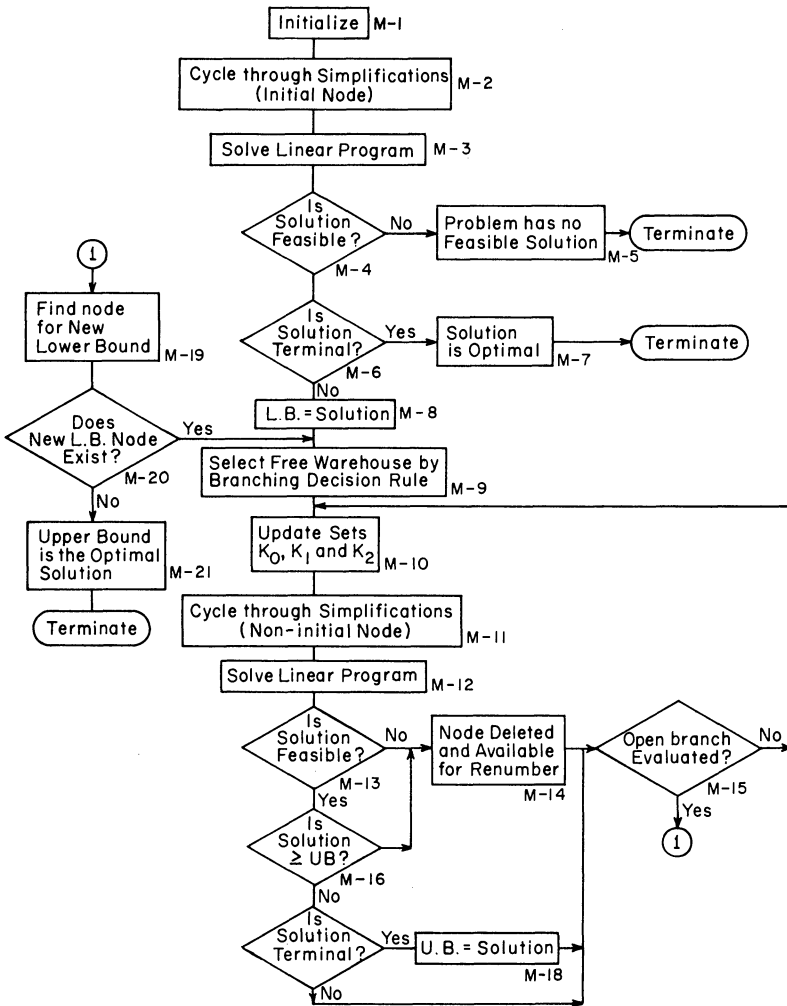 Initialize
M-1
Cycle through Simplifications
(Initial Node)
M-2
Solve Linear Program
M-3
Is
Solution
Feasible?
M-4
No
Problem has no
Feasible Solution
M-5
Terminate
Is
Solution
Terminal?
M-6
Yes
Solution
is Optimal
M-7
Terminate
No
L.B.=Solution
M-8
1
Find node
for New
Lower Bound
M-19
Does
New L.B. Node
Exist?
M-20
Yes
No
Upper Bound
is the Optimal
Solution
M-21
Terminate
Select Free Warehouse by
Branching Decision Rule
M-9
Update Sets
K0, K1 and K2
M-10
Cycle through Simplifications
(Non-initial Node)
M-11
Solve Linear Program
M-12
Is
Solution
Feasible?
M-13
No
Yes
Node Deleted
and Available
for Renumber
M-14
Open branch
Evaluated?
M-15
No
Yes
1
Is
Solution
≥ UB?
M-16
No
Is
Solution
Terminal?
Yes
U.B.=Solution
M-18
No